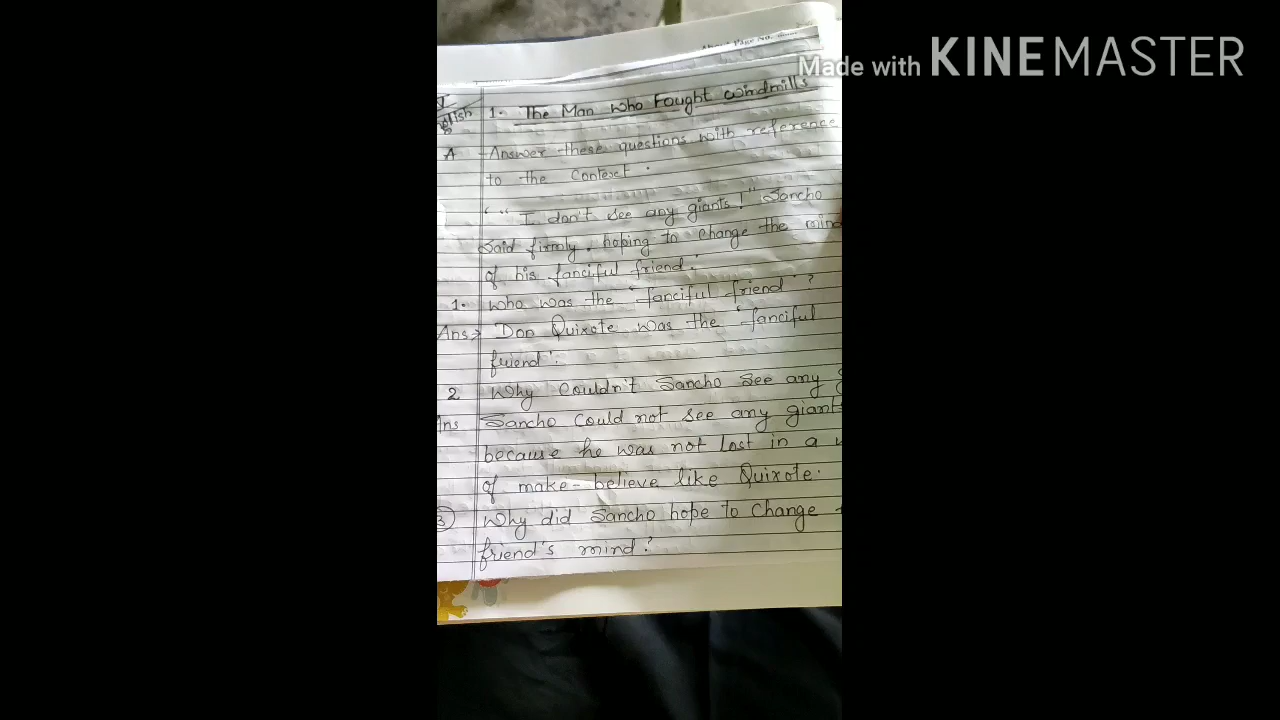 Made with KINEMASTER
Page No.
1. The Man who Fought windmills
A Answer these questions with reference
to the Context.
‘ “ I don't see any giants! ” Sancho
Said firmly, hoping to change the mind
of his fanciful friend.’
1. who was the ‘fanciful friend’?
Ans→ Don Quixote was the ‘fanciful
friend’.
2 Why Couldn't Sancho see any
Ans Sancho Could not see any giants
because he was not Lost in a
of make-believe like Quixote.
3 Why did Sancho hope to Change
friend's mind?